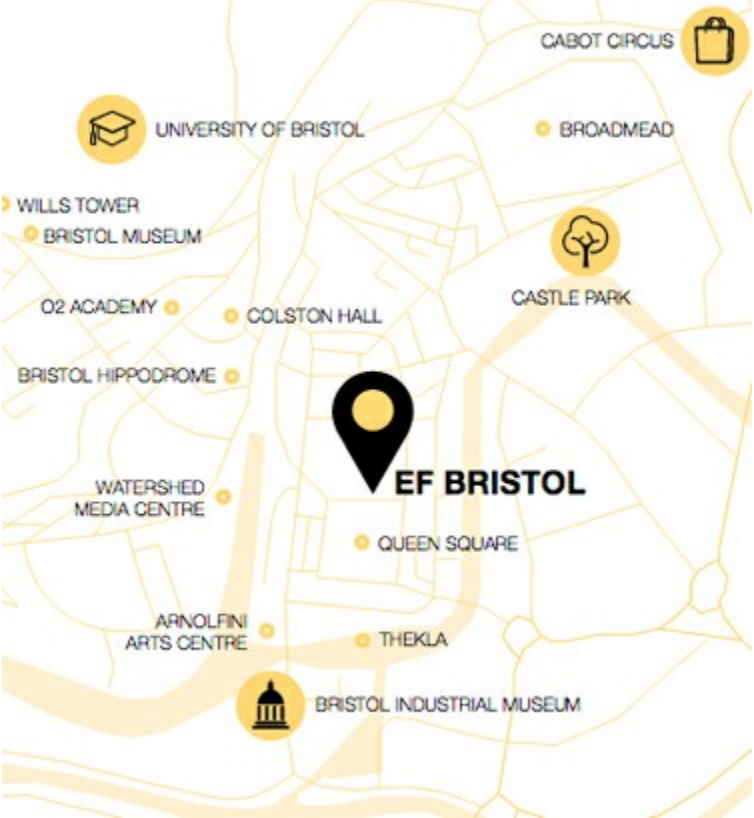 CABOT CIRCUS
UNIVERSITY OF BRISTOL
BROADMEAD
WILLS TOWER
BRISTOL MUSEUM
CASTLE PARK
O2 ACADEMY
COLSTON HALL
BRISTOL HIPPODROME
EF BRISTOL
WATERSHED
MEDIA CENTRE
QUEEN SQUARE
ARNOLFINI
ARTS CENTRE
THEKLA
BRISTOL INDUSTRIAL MUSEUM